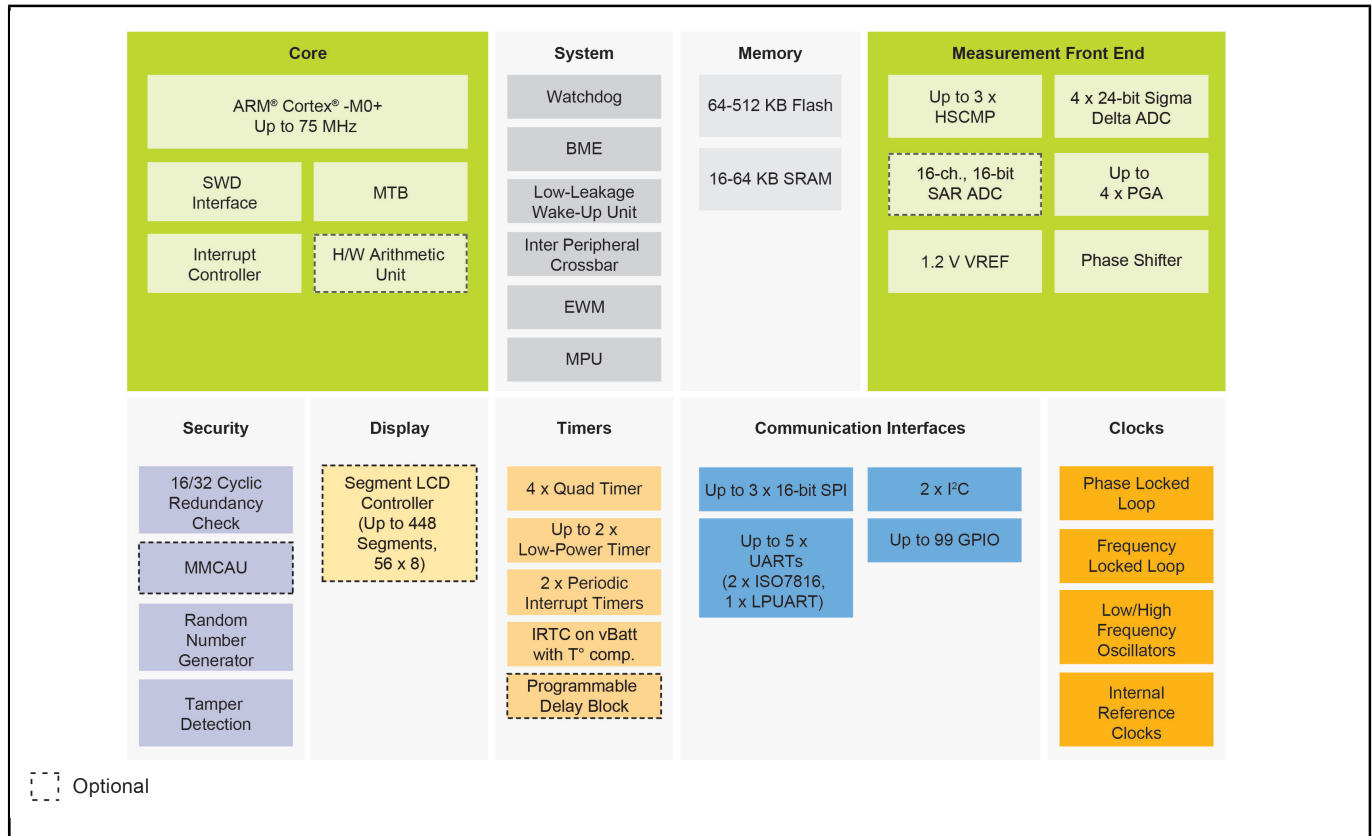 Core
ARM® Cortex® -M0+
Up to 75 MHz
SWD
Interface
MTB
Interrupt
Controller
H/W Arithmetic
Unit
System
Watchdog
BME
Low-Leakage
Wake-Up Unit
Inter Peripheral
Crossbar
EWM
MPU
Memory
64-512 KB Flash
16-64 KB SRAM
Measurement Front End
Up to 3 x
HSCMP
4 x 24-bit Sigma
Delta ADC
16-ch., 16-bit
SAR ADC
Up to
4 x PGA
1.2 V VREF
Phase Shifter
Security
16/32 Cyclic
Redundancy
Check
MMCAU
Random
Number
Generator
Tamper
Detection
Display
Segment LCD
Controller
(Up to 448
Segments,
56 x 8)
Timers
4 x Quad Timer
Up to 2 x
Low-Power Timer
2 x Periodic
Interrupt Timers
IRTC on vBatt
with T° comp.
Programmable
Delay Block
Communication Interfaces
Up to 3 x 16-bit SPI
2 x I²C
Up to 5 x
UARTs
(2 x ISO7816,
1 x LPUART)
Up to 99 GPIO
Clocks
Phase Locked
Loop
Frequency
Locked Loop
Low/High
Frequency
Oscillators
Internal
Reference
Clocks
Optional